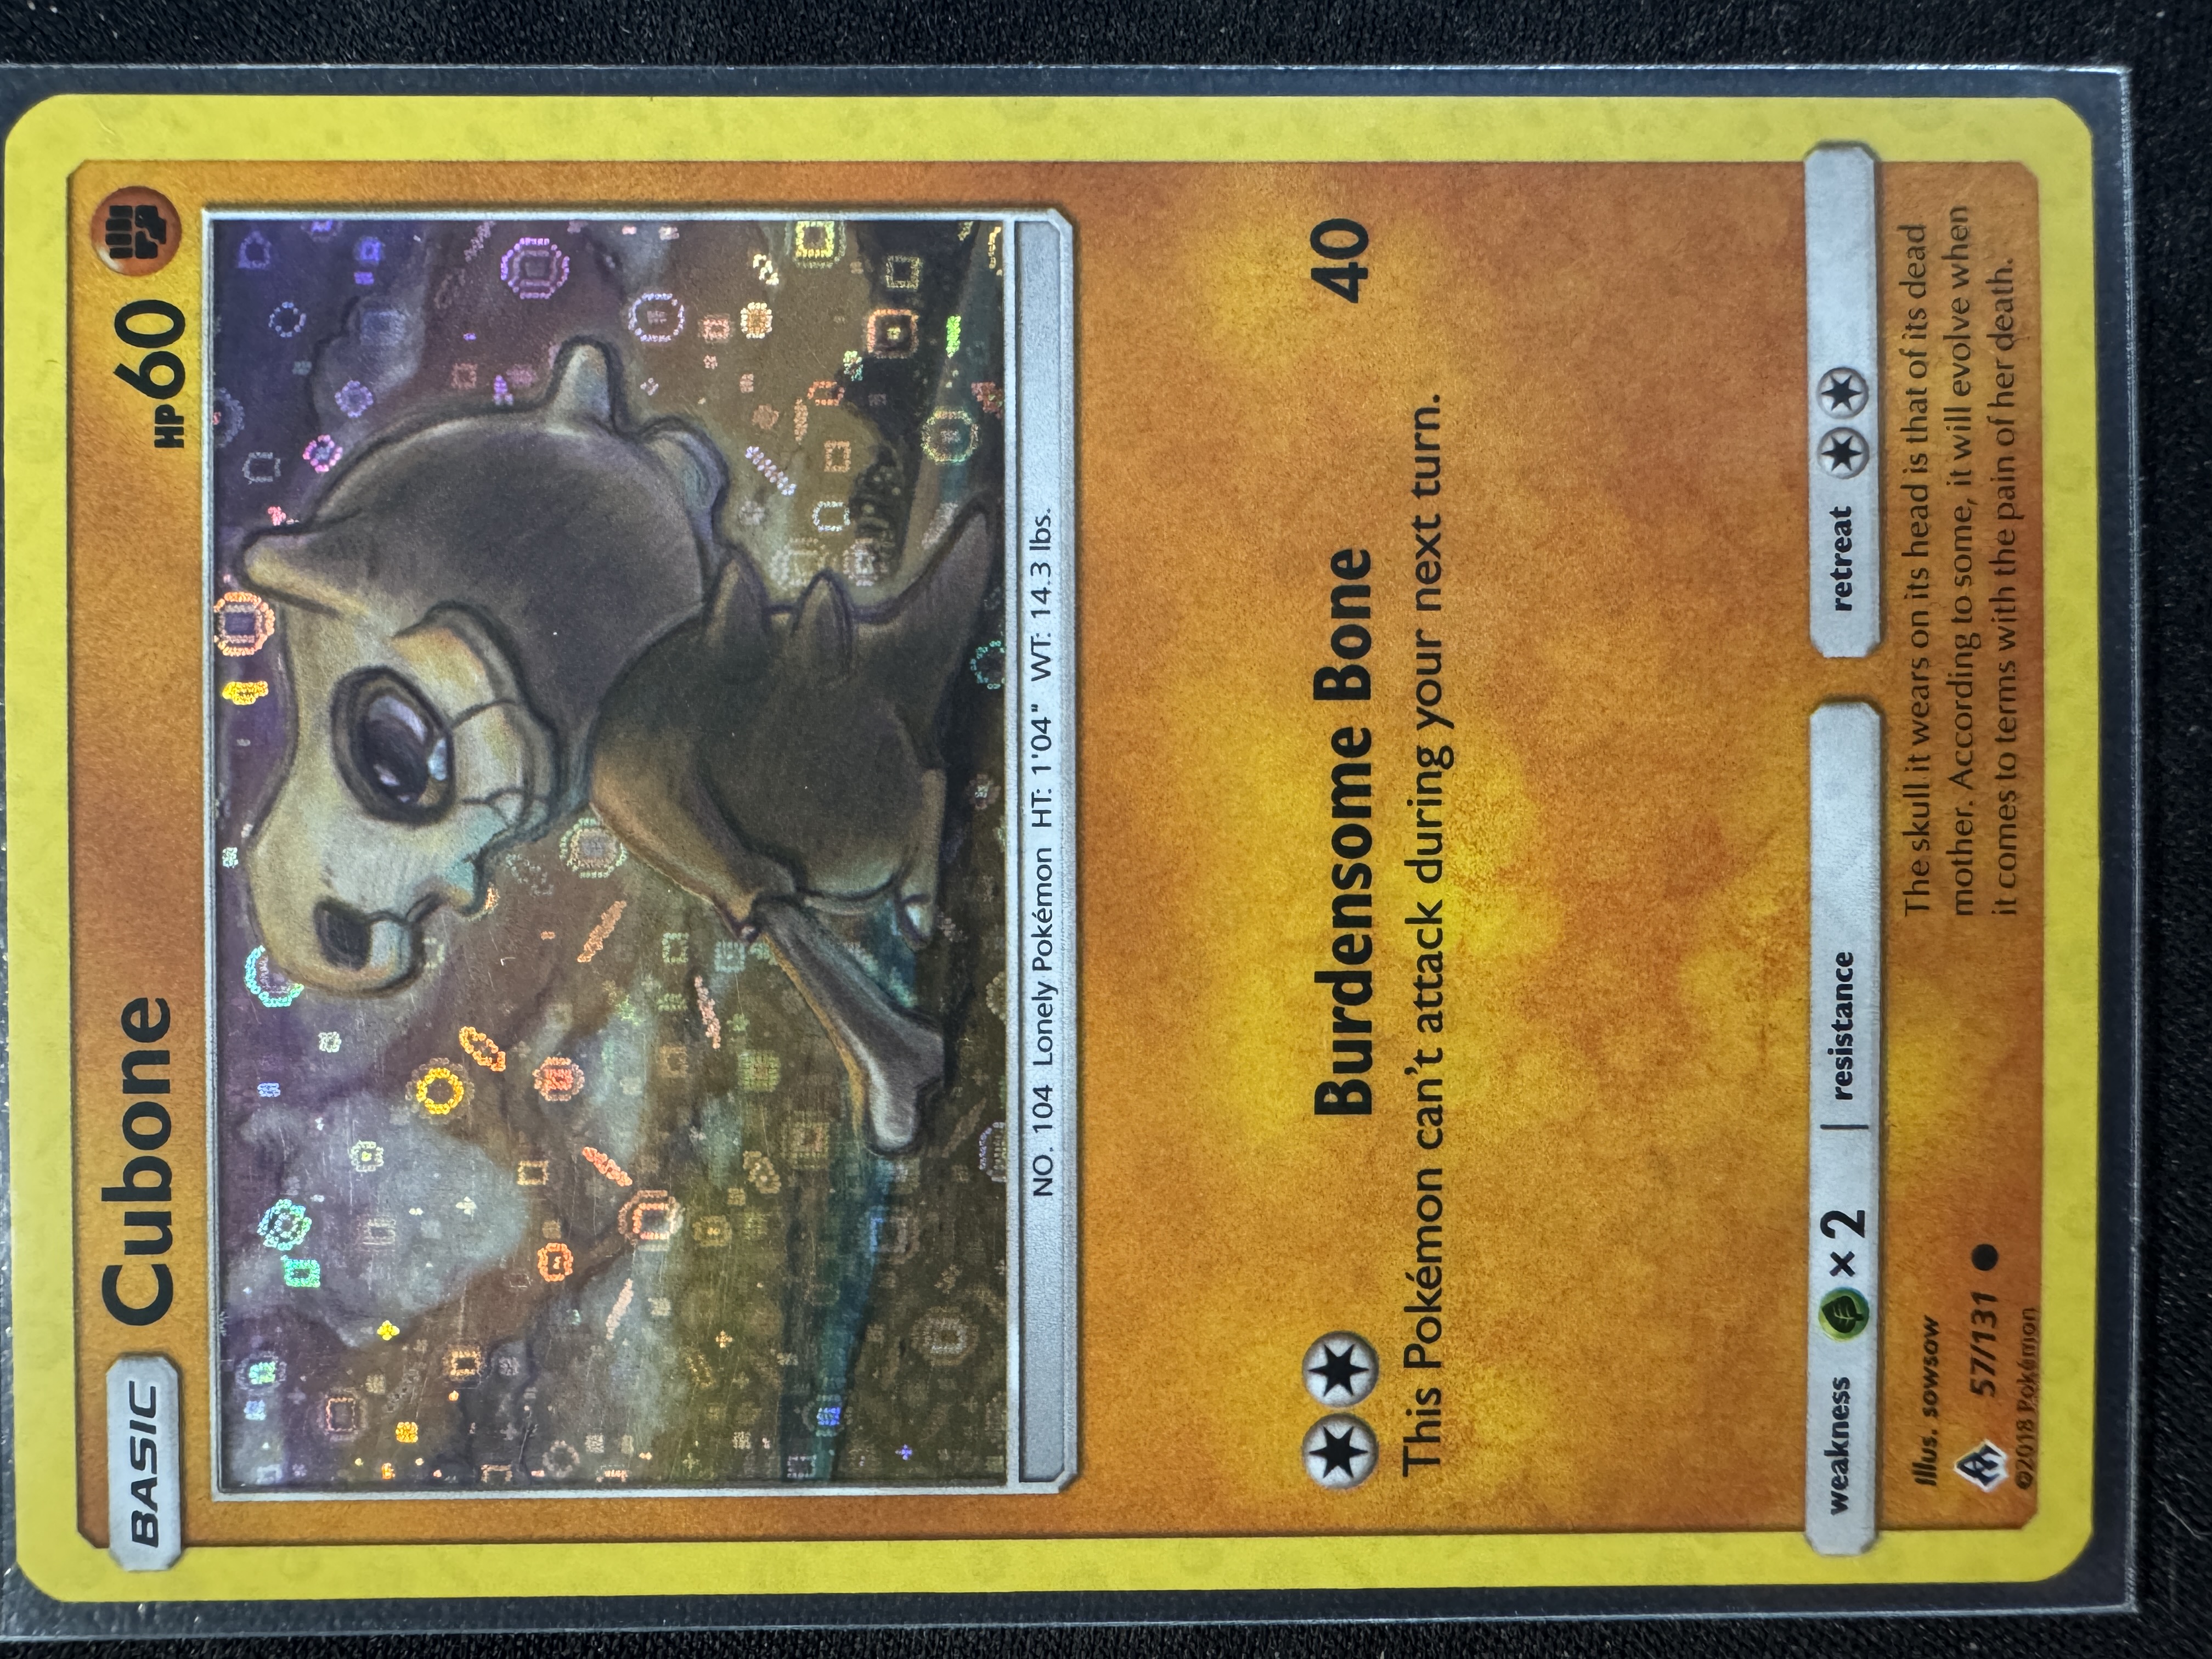 BASIC Cubone HP 60
NO. 104 Lonely Pokémon HT: 1'04" WT: 14.3 lbs.
Burdensome Bone 40
This Pokémon can't attack during your next turn.
weakness ×2 | resistance retreat
Illus. sowsow
57/131
©2018 Pokémon
The skull it wears on its head is that of its dead
mother. According to some, it will evolve when
it comes to terms with the pain of her death.